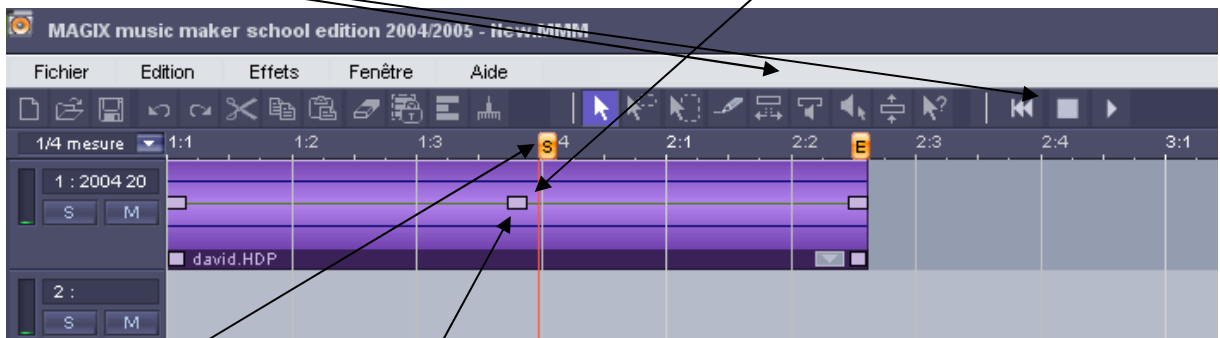 MAGIX music maker school edition 2004/2005 - New.MMM
Fichier Edition Effets Fenêtre Aide
1/4 mesure 1:1 1:2 1:3 S 4 2:1 2:2 E 2:3 2:4 3:1
1 : 2004 20
S M
david.HDP
2 :
S M